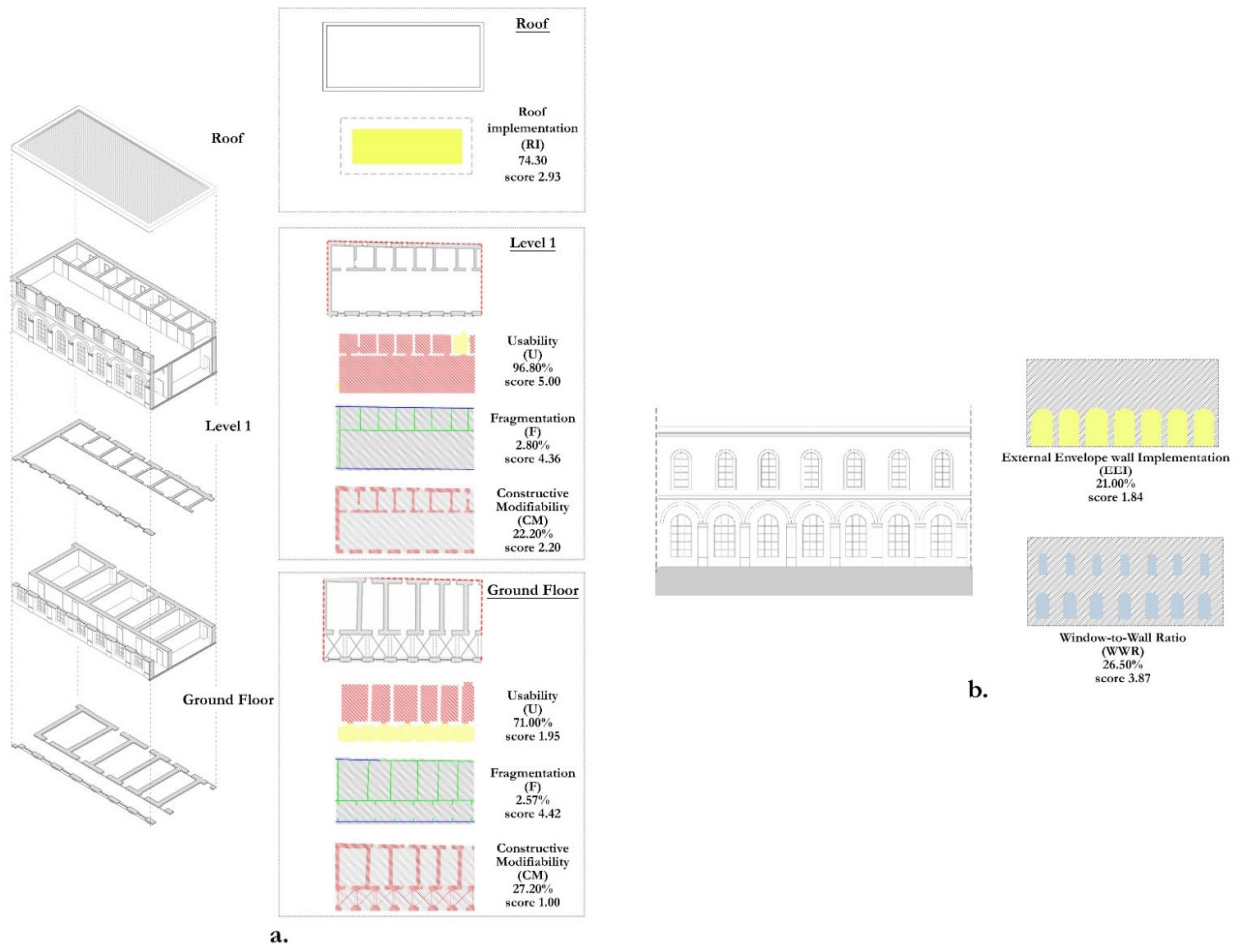 Roof
Level 1
Ground Floor
Roof
Roof
implementation
(RI)
74.30
score 2.93
Level 1
Usability
(U)
96.80%
score 5.00
Fragmentation
(F)
2.80%
score 4.36
Constructive
Modifiability
(CM)
22.20%
score 2.20
Ground Floor
Usability
(U)
71.00%
score 1.95
Fragmentation
(F)
2.57%
score 4.42
Constructive
Modifiability
(CM)
27.20%
score 1.00
a.
External Envelope wall Implementation
(EEI)
21.00%
score 1.84
Window-to-Wall Ratio
(WWR)
26.50%
score 3.87
b.